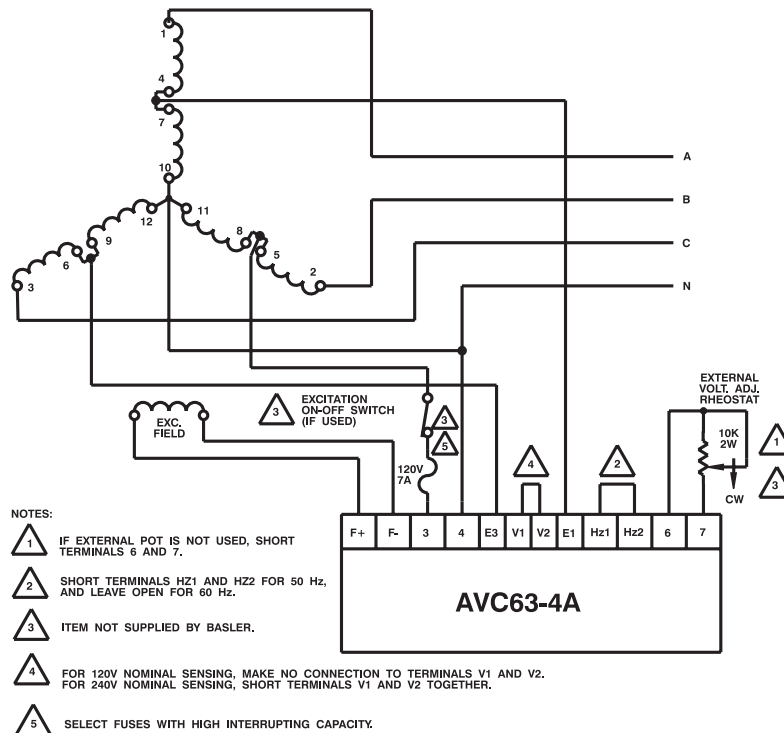 1
4
7
10
12
11
9
8
6
5
3
2
A
B
C
N
EXC.
FIELD
3
EXCITATION
ON-OFF SWITCH
(IF USED)
3
5
120V
7A
4
2
EXTERNAL
VOLT. ADJ.
RHEOSTAT
10K
2W
CW
1
3
F+ F- 3 4 E3 V1 V2 E1 Hz1 Hz2 6 7
AVC63-4A
NOTES:
1 IF EXTERNAL POT IS NOT USED, SHORT
TERMINALS 6 AND 7.
2 SHORT TERMINALS HZ1 AND HZ2 FOR 50 Hz,
AND LEAVE OPEN FOR 60 Hz.
3 ITEM NOT SUPPLIED BY BASLER.
4 FOR 120V NOMINAL SENSING, MAKE NO CONNECTION TO TERMINALS V1 AND V2.
FOR 240V NOMINAL SENSING, SHORT TERMINALS V1 AND V2 TOGETHER.
5 SELECT FUSES WITH HIGH INTERRUPTING CAPACITY.